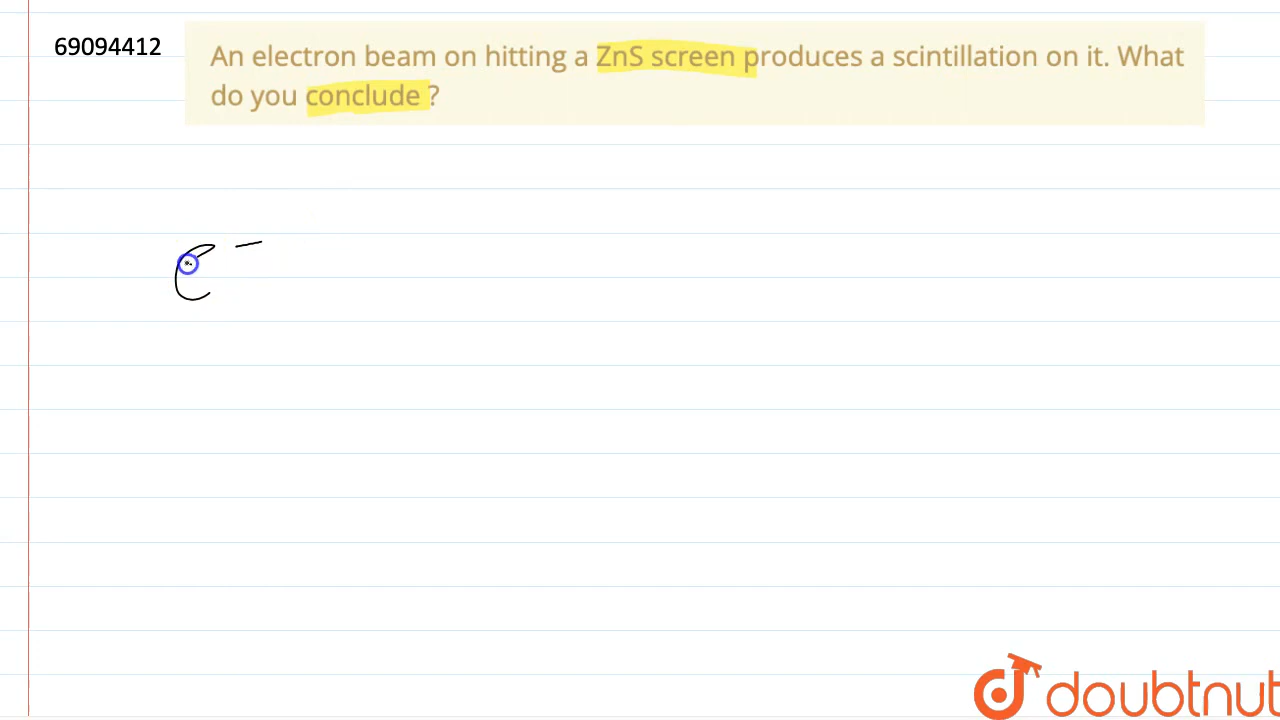 69094412
An electron beam on hitting a ZnS screen produces a scintillation on it. What
do you conclude ?
e⁻
doubtnut